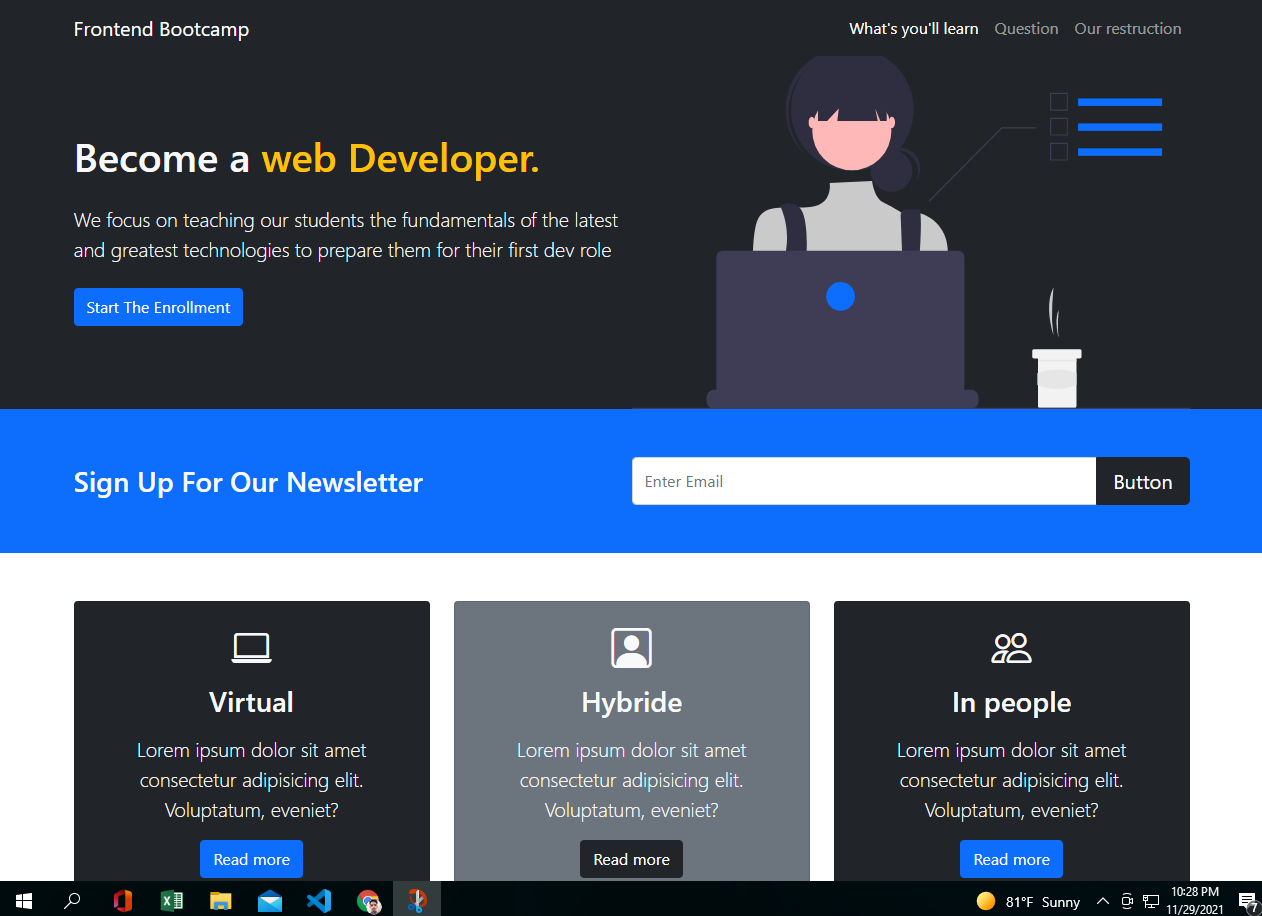 Frontend Bootcamp
What's you'll learn
Question
Our restruction
Become a web Developer.
We focus on teaching our students the fundamentals of the latest
and greatest technologies to prepare them for their first dev role
Start The Enrollment
Sign Up For Our Newsletter
Enter Email
Button
Virtual
Lorem ipsum dolor sit amet
consectetur adipisicing elit.
Voluptatum, eveniet?
Read more
Hybride
Lorem ipsum dolor sit amet
consectetur adipisicing elit.
Voluptatum, eveniet?
Read more
In people
Lorem ipsum dolor sit amet
consectetur adipisicing elit.
Voluptatum, eveniet?
Read more
81°F Sunny
10:28 PM
11/29/2021
7